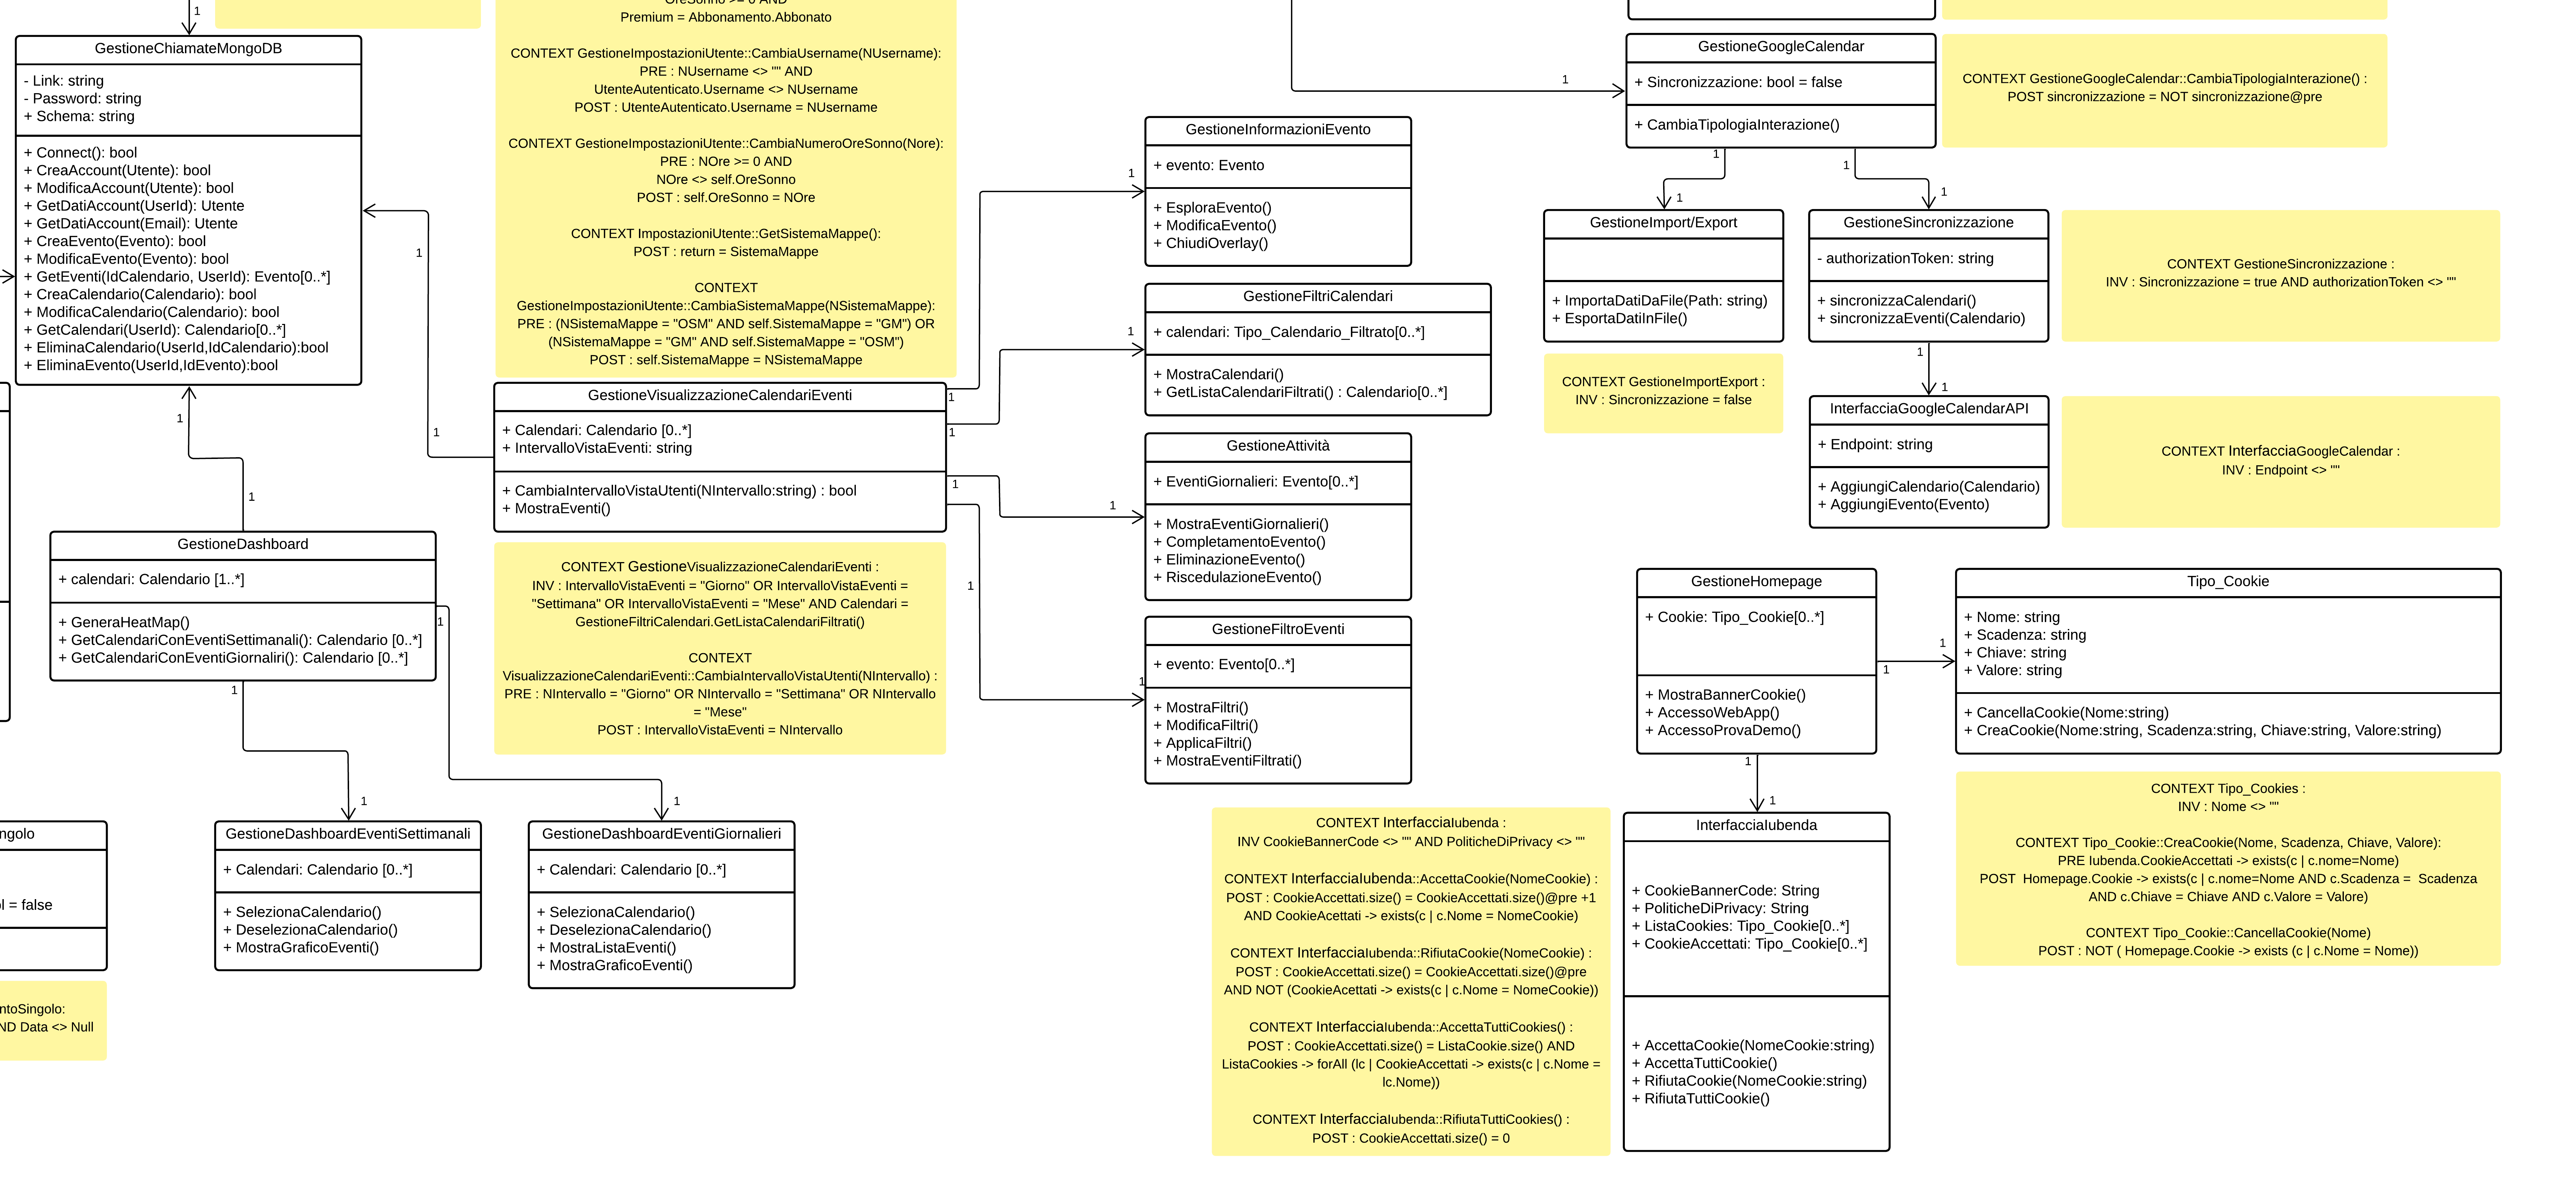 1
GestioneChiamateMongoDB
- Link: string
- Password: string
+ Schema: string
+ Connect(): bool
+ CreaAccount(Utente): bool
+ ModificaAccount(Utente): bool
+ GetDatiAccount(UserId): Utente
+ GetDatiAccount(Email): Utente
+ CreaEvento(Evento): bool
+ ModificaEvento(Evento): bool
+ GetEventi(IdCalendario, UserId): Evento[0..*]
+ CreaCalendario(Calendario): bool
+ ModificaCalendario(Calendario): bool
+ GetCalendari(UserId): Calendario[0..*]
+ EliminaCalendario(UserId,IdCalendario):bool
+ EliminaEvento(UserId,IdEvento):bool
1
1
1
1
OreSonno >= 0 AND
Premium = Abbonamento.Abbonato
CONTEXT GestioneImpostazioniUtente::CambiaUsername(NUsername):
PRE : NUsername <> "" AND
UtenteAutenticato.Username <> NUsername
POST : UtenteAutenticato.Username = NUsername
CONTEXT GestioneImpostazioniUtente::CambiaNumeroOreSonno(Nore):
PRE : NOre >= 0 AND
NOre <> self.OreSonno
POST : self.OreSonno = NOre
CONTEXT ImpostazioniUtente::GetSistemaMappe():
POST : return = SistemaMappe
CONTEXT
GestioneImpostazioniUtente::CambiaSistemaMappe(NSistemaMappe):
PRE : (NSistemaMappe = "OSM" AND self.SistemaMappe = "GM") OR
(NSistemaMappe = "GM" AND self.SistemaMappe = "OSM")
POST : self.SistemaMappe = NSistemaMappe
GestioneVisualizzazioneCalendariEventi
+ Calendari: Calendario [0..*]
+ IntervalloVistaEventi: string
+ CambiaIntervalloVistaUtenti(NIntervallo:string) : bool
+ MostraEventi()
1
1
1
1
CONTEXT GestioneVisualizzazioneCalendariEventi :
INV : IntervalloVistaEventi = "Giorno" OR IntervalloVistaEventi =
"Settimana" OR IntervalloVistaEventi = "Mese" AND Calendari =
GestioneFiltriCalendari.GetListaCalendariFiltrati()
CONTEXT
VisualizzazioneCalendariEventi::CambiaIntervalloVistaUtenti(NIntervallo) :
PRE : NIntervallo = "Giorno" OR NIntervallo = "Settimana" OR NIntervallo
= "Mese"
POST : IntervalloVistaEventi = NIntervallo
GestioneDashboard
+ calendari: Calendario [1..*]
+ GeneraHeatMap()
+ GetCalendariConEventiSettimanali(): Calendario [0..*]
+ GetCalendariConEventiGiornaliri(): Calendario [0..*]
1
1
1
1
ngolo
l = false
ntoSingolo:
ND Data <> Null
GestioneDashboardEventiSettimanali
+ Calendari: Calendario [0..*]
+ SelezionaCalendario()
+ DeselezionaCalendario()
+ MostraGraficoEventi()
GestioneDashboardEventiGiornalieri
+ Calendari: Calendario [0..*]
+ SelezionaCalendario()
+ DeselezionaCalendario()
+ MostraListaEventi()
+ MostraGraficoEventi()
1
GestioneInformazioniEvento
+ evento: Evento
+ EsploraEvento()
+ ModificaEvento()
+ ChiudiOverlay()
1
GestioneFiltriCalendari
+ calendari: Tipo_Calendario_Filtrato[0..*]
+ MostraCalendari()
+ GetListaCalendariFiltrati() : Calendario[0..*]
1
GestioneAttività
+ EventiGiornalieri: Evento[0..*]
+ MostraEventiGiornalieri()
+ CompletamentoEvento()
+ EliminazioneEvento()
+ RiscedulazioneEvento()
1
GestioneFiltroEventi
+ evento: Evento[0..*]
+ MostraFiltri()
+ ModificaFiltri()
+ ApplicaFiltri()
+ MostraEventiFiltrati()
1
GestioneGoogleCalendar
+ Sincronizzazione: bool = false
+ CambiaTipologiaInterazione()
CONTEXT GestioneGoogleCalendar::CambiaTipologiaInterazione() :
POST sincronizzazione = NOT sincronizzazione@pre
1
1
1
1
GestioneImport/Export
+ ImportaDatiDaFile(Path: string)
+ EsportaDatiInFile()
CONTEXT GestioneImportExport :
INV : Sincronizzazione = false
GestioneSincronizzazione
- authorizationToken: string
+ sincronizzaCalendari()
+ sincronizzaEventi(Calendario)
CONTEXT GestioneSincronizzazione :
INV : Sincronizzazione = true AND authorizationToken <> ""
1
1
InterfacciaGoogleCalendarAPI
+ Endpoint: string
+ AggiungiCalendario(Calendario)
+ AggiungiEvento(Evento)
CONTEXT InterfacciaGoogleCalendar :
INV : Endpoint <> ""
GestioneHomepage
+ Cookie: Tipo_Cookie[0..*]
+ MostraBannerCookie()
+ AccessoWebApp()
+ AccessoProvaDemo()
1
1
Tipo_Cookie
+ Nome: string
+ Scadenza: string
+ Chiave: string
+ Valore: string
+ CancellaCookie(Nome:string)
+ CreaCookie(Nome:string, Scadenza:string, Chiave:string, Valore:string)
1
1
CONTEXT InterfacciaIubenda :
INV CookieBannerCode <> "" AND PoliticheDiPrivacy <> ""
CONTEXT InterfacciaIubenda::AccettaCookie(NomeCookie) :
POST : CookieAccettati.size() = CookieAccettati.size()@pre +1
AND CookieAcettati -> exists(c | c.Nome = NomeCookie)
CONTEXT InterfacciaIubenda::RifiutaCookie(NomeCookie) :
POST : CookieAccettati.size() = CookieAccettati.size()@pre
AND NOT (CookieAcettati -> exists(c | c.Nome = NomeCookie))
CONTEXT InterfacciaIubenda::AccettaTuttiCookies() :
POST : CookieAccettati.size() = ListaCookie.size() AND
ListaCookies -> forAll (lc | CookieAccettati -> exists(c | c.Nome =
lc.Nome))
CONTEXT InterfacciaIubenda::RifiutaTuttiCookies() :
POST : CookieAccettati.size() = 0
InterfacciaIubenda
+ CookieBannerCode: String
+ PoliticheDiPrivacy: String
+ ListaCookies: Tipo_Cookie[0..*]
+ CookieAccettati: Tipo_Cookie[0..*]
+ AccettaCookie(NomeCookie:string)
+ AccettaTuttiCookie()
+ RifiutaCookie(NomeCookie:string)
+ RifiutaTuttiCookie()
CONTEXT Tipo_Cookies :
INV : Nome <> ""
CONTEXT Tipo_Cookie::CreaCookie(Nome, Scadenza, Chiave, Valore):
PRE Iubenda.CookieAccettati -> exists(c | c.nome=Nome)
POST Homepage.Cookie -> exists(c | c.nome=Nome AND c.Scadenza = Scadenza
AND c.Chiave = Chiave AND c.Valore = Valore)
CONTEXT Tipo_Cookie::CancellaCookie(Nome)
POST : NOT ( Homepage.Cookie -> exists (c | c.Nome = Nome))